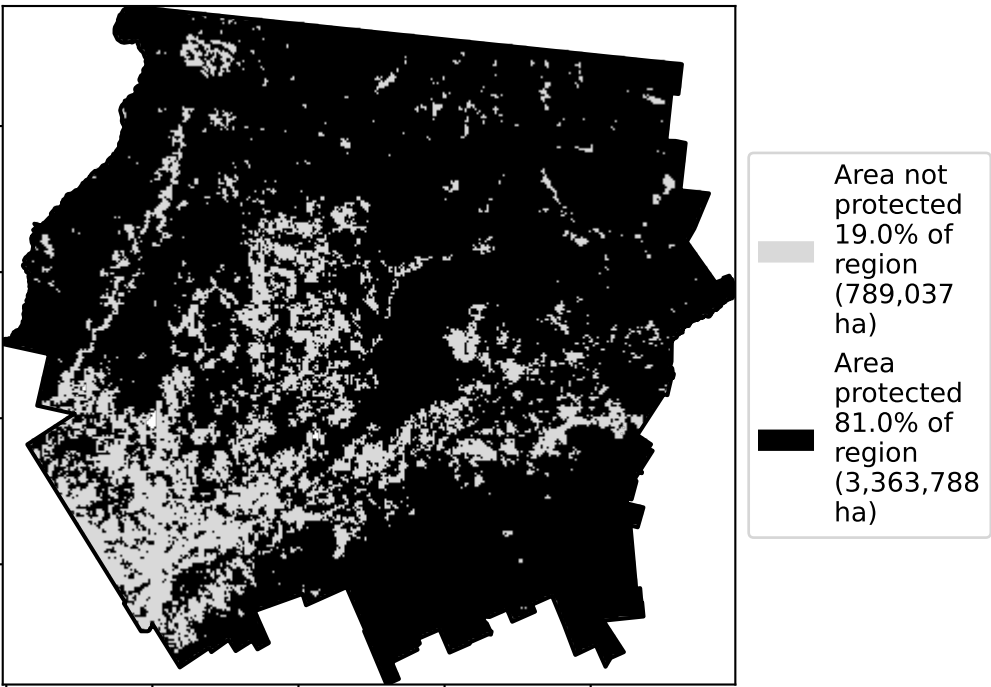 Area not
protected
19.0% of
region
(789,037
ha)
Area
protected
81.0% of
region
(3,363,788
ha)